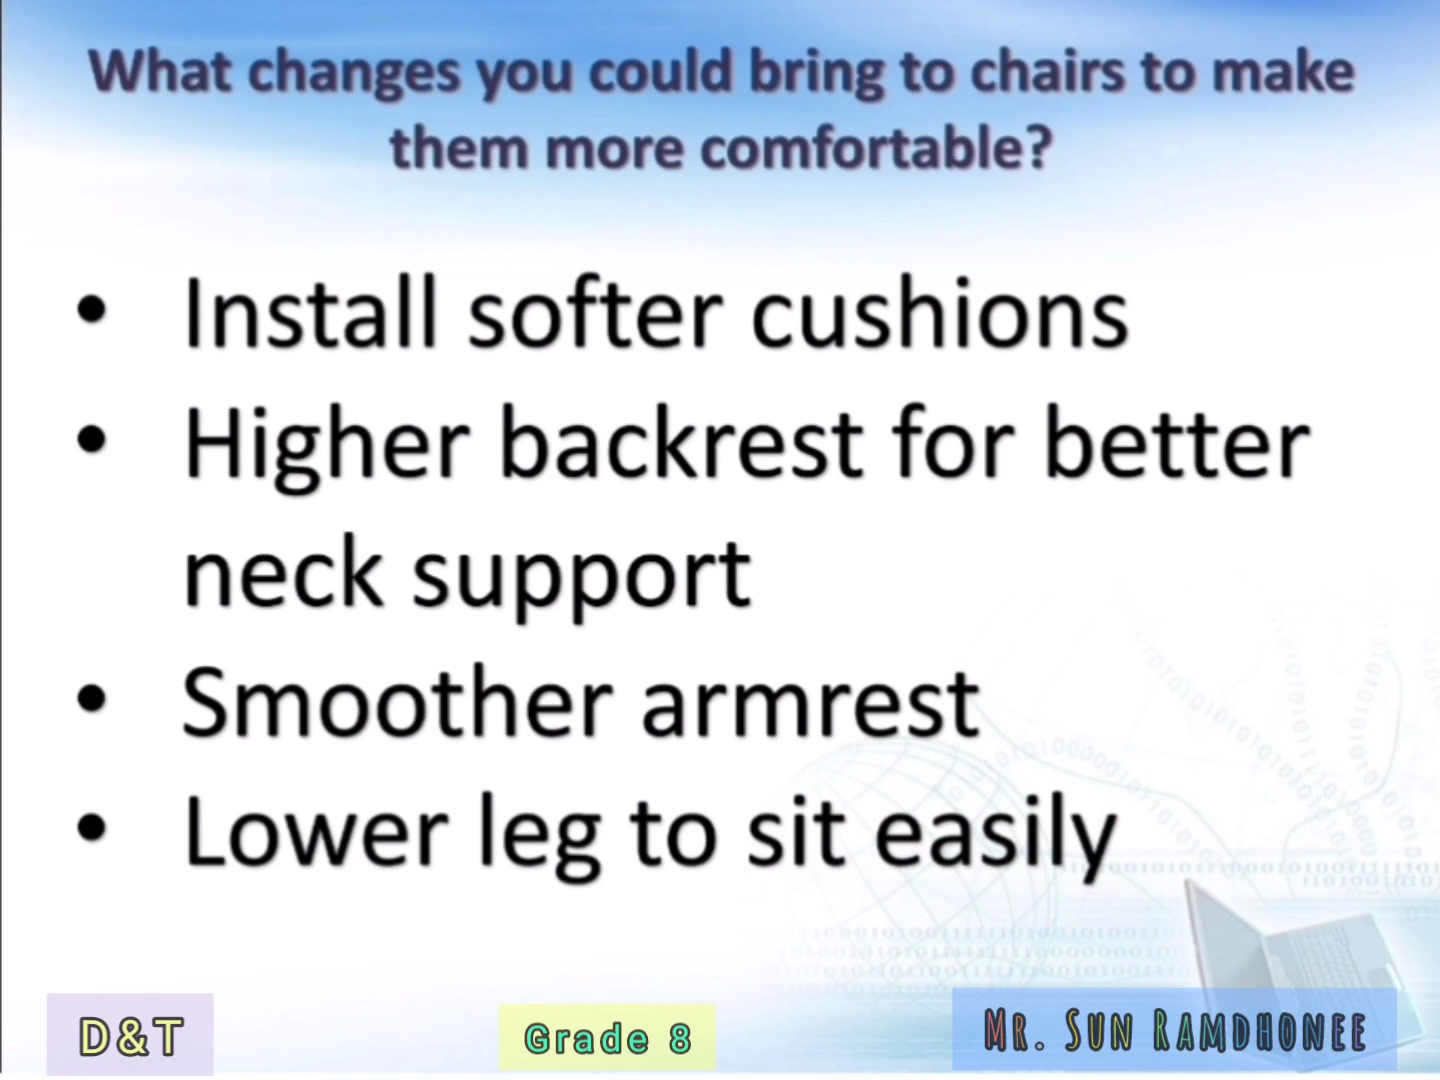 What changes you could bring to chairs to make
them more comfortable?
• Install softer cushions
• Higher backrest for better
neck support
• Smoother armrest
• Lower leg to sit easily
D&T
Grade 8
MR. SUN RAMDHONEE